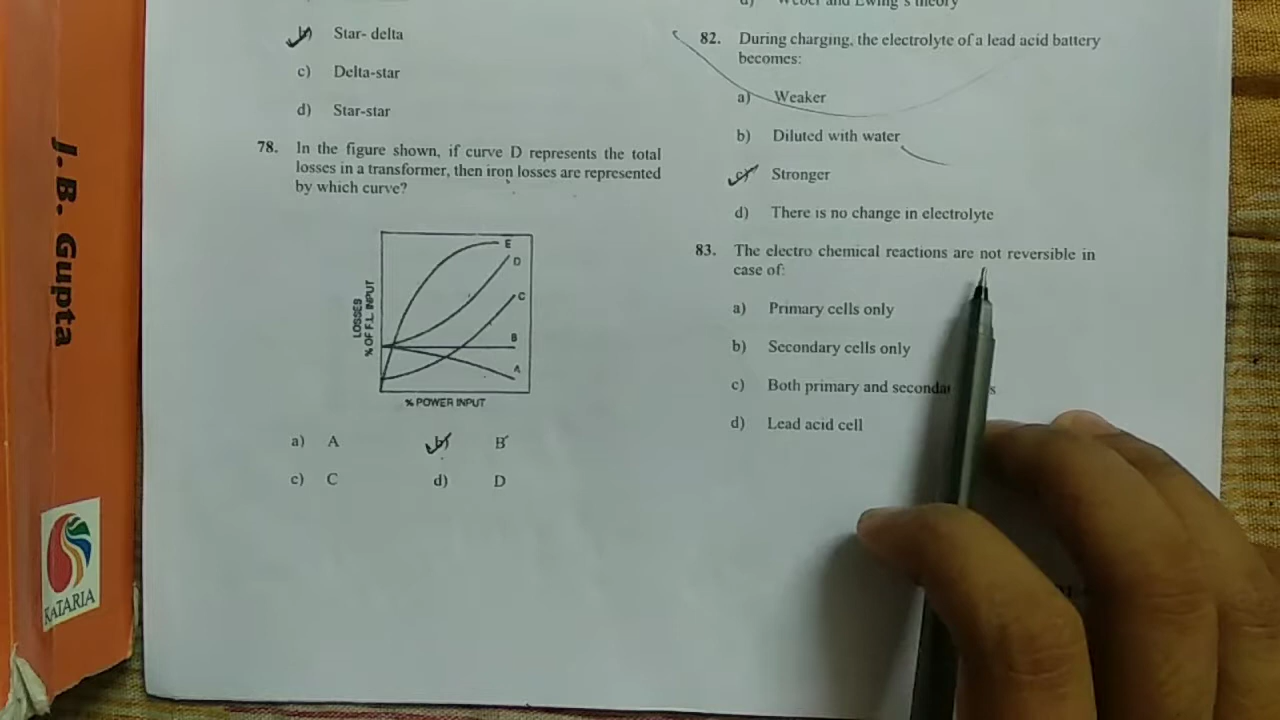 J. B. Gupta
KATARIA
b) Star- delta
c) Delta-star
d) Star-star
78. In the figure shown, if curve D represents the total
losses in a transformer, then iron losses are represented
by which curve?
LOSSES
% OF F.L. INPUT
E
D
C
B
A
% POWER INPUT
a) A b) B
c) C d) D
d) Weber and Ewing's theory
82. During charging, the electrolyte of a lead acid battery
becomes:
a) Weaker
b) Diluted with water
c) Stronger
d) There is no change in electrolyte
83. The electro chemical reactions are not reversible in
case of:
a) Primary cells only
b) Secondary cells only
c) Both primary and
d) Lead acid cell